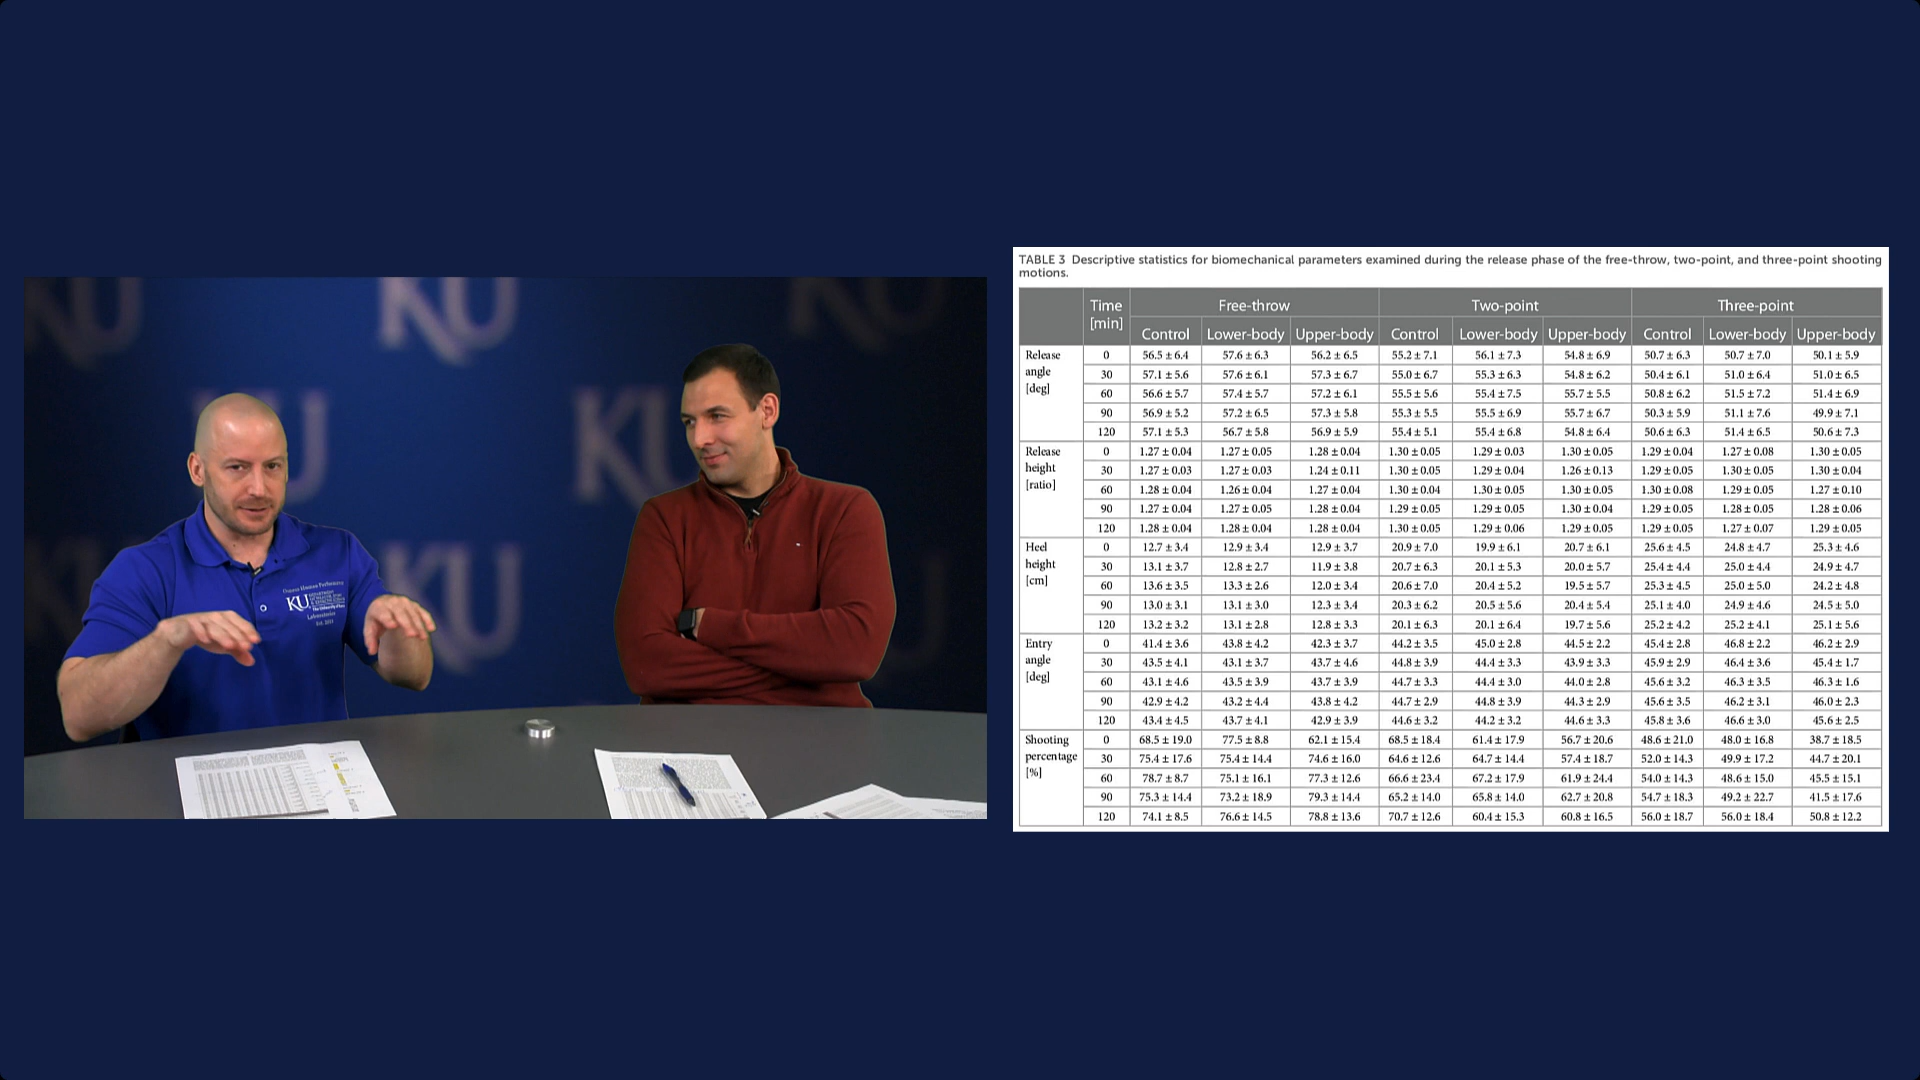 KU
KU
KU
KU
KU
KU
KU
KU
Laboratories
TABLE 3 Descriptive statistics for biomechanical parameters examined during the release phase of the free-throw, two-point, and three-point shooting
motions.
Time [min] Free-throw Two-point Three-point
Control Lower-body Upper-body Control Lower-body Upper-body Control Lower-body Upper-body
Release angle [deg] 0 56.5 ± 6.4 57.6 ± 6.3 56.2 ± 6.5 55.2 ± 7.1 56.1 ± 7.3 54.8 ± 6.9 50.7 ± 6.3 50.7 ± 7.0 50.1 ± 5.9
30 57.1 ± 5.6 57.6 ± 6.1 57.3 ± 6.7 55.0 ± 6.7 55.3 ± 6.3 54.8 ± 6.2 50.4 ± 6.1 51.0 ± 6.4 51.0 ± 6.5
60 56.6 ± 5.7 57.4 ± 5.7 57.2 ± 6.1 55.5 ± 5.6 55.4 ± 7.5 55.7 ± 5.5 50.8 ± 6.2 51.5 ± 7.2 51.4 ± 6.9
90 56.9 ± 5.2 57.2 ± 6.5 57.3 ± 5.8 55.3 ± 5.5 55.5 ± 6.9 55.7 ± 6.7 50.3 ± 5.9 51.1 ± 7.6 49.9 ± 7.1
120 57.1 ± 5.3 56.7 ± 5.8 56.9 ± 5.9 55.4 ± 5.1 55.4 ± 6.8 54.8 ± 6.4 50.6 ± 6.3 51.4 ± 6.5 50.6 ± 7.3
Release height [ratio] 0 1.27 ± 0.04 1.27 ± 0.05 1.28 ± 0.04 1.30 ± 0.05 1.29 ± 0.03 1.30 ± 0.05 1.29 ± 0.04 1.27 ± 0.08 1.30 ± 0.05
30 1.27 ± 0.03 1.27 ± 0.03 1.24 ± 0.11 1.30 ± 0.05 1.29 ± 0.04 1.26 ± 0.13 1.29 ± 0.05 1.30 ± 0.05 1.30 ± 0.04
60 1.28 ± 0.04 1.26 ± 0.04 1.27 ± 0.04 1.30 ± 0.04 1.30 ± 0.05 1.30 ± 0.05 1.30 ± 0.08 1.29 ± 0.05 1.27 ± 0.10
90 1.27 ± 0.04 1.27 ± 0.05 1.28 ± 0.04 1.29 ± 0.05 1.29 ± 0.05 1.30 ± 0.04 1.29 ± 0.05 1.28 ± 0.05 1.28 ± 0.06
120 1.28 ± 0.04 1.28 ± 0.04 1.28 ± 0.04 1.30 ± 0.05 1.29 ± 0.06 1.29 ± 0.05 1.29 ± 0.05 1.27 ± 0.07 1.29 ± 0.05
Heel height [cm] 0 12.7 ± 3.4 12.9 ± 3.4 12.9 ± 3.7 20.9 ± 7.0 19.9 ± 6.1 20.7 ± 6.1 25.6 ± 4.5 24.8 ± 4.7 25.3 ± 4.6
30 13.1 ± 3.7 12.8 ± 2.7 11.9 ± 3.8 20.7 ± 6.3 20.1 ± 5.3 20.0 ± 5.7 25.4 ± 4.4 25.0 ± 4.4 24.9 ± 4.7
60 13.6 ± 3.5 13.3 ± 2.6 12.0 ± 3.4 20.6 ± 7.0 20.4 ± 5.2 19.5 ± 5.7 25.3 ± 4.5 25.0 ± 5.0 24.2 ± 4.8
90 13.0 ± 3.1 13.1 ± 3.0 12.3 ± 3.4 20.3 ± 6.2 20.5 ± 5.6 20.4 ± 5.4 25.1 ± 4.0 24.9 ± 4.6 24.5 ± 5.0
120 13.2 ± 3.2 13.1 ± 2.8 12.8 ± 3.3 20.1 ± 6.3 20.1 ± 6.4 19.7 ± 5.6 25.2 ± 4.2 25.2 ± 4.1 25.1 ± 5.6
Entry angle [deg] 0 41.4 ± 3.6 43.8 ± 4.2 42.3 ± 3.7 44.2 ± 3.5 45.0 ± 2.8 44.5 ± 2.2 45.4 ± 2.8 46.8 ± 2.2 46.2 ± 2.9
30 43.5 ± 4.1 43.1 ± 3.7 43.7 ± 4.6 44.8 ± 3.9 44.4 ± 3.3 43.9 ± 3.3 45.9 ± 2.9 46.4 ± 3.6 45.4 ± 1.7
60 43.1 ± 4.6 43.5 ± 3.9 43.7 ± 3.9 44.7 ± 3.3 44.4 ± 3.0 44.0 ± 2.8 45.6 ± 3.2 46.3 ± 3.5 46.3 ± 1.6
90 42.9 ± 4.2 43.2 ± 4.4 43.8 ± 4.2 44.7 ± 2.9 44.8 ± 3.9 44.3 ± 2.9 45.6 ± 3.5 46.2 ± 3.1 46.0 ± 2.3
120 43.4 ± 4.5 43.7 ± 4.1 42.9 ± 3.9 44.6 ± 3.2 44.2 ± 3.2 44.6 ± 3.3 45.8 ± 3.6 46.6 ± 3.0 45.6 ± 2.5
Shooting percentage [%] 0 68.5 ± 19.0 77.5 ± 8.8 62.1 ± 15.4 68.5 ± 18.4 61.4 ± 17.9 56.7 ± 20.6 48.6 ± 21.0 48.0 ± 16.8 38.7 ± 18.5
30 75.4 ± 17.6 75.4 ± 14.4 74.6 ± 16.0 64.6 ± 12.6 64.7 ± 14.4 57.4 ± 18.7 52.0 ± 14.3 49.9 ± 17.2 44.7 ± 20.1
60 78.7 ± 8.7 75.1 ± 16.1 77.3 ± 12.6 66.6 ± 23.4 67.2 ± 17.9 61.9 ± 24.4 54.0 ± 14.3 48.6 ± 15.0 45.5 ± 15.1
90 75.3 ± 14.4 73.2 ± 18.9 79.3 ± 14.4 65.2 ± 14.0 65.8 ± 14.0 62.7 ± 20.8 54.7 ± 18.3 49.2 ± 22.7 41.5 ± 17.6
120 74.1 ± 8.5 76.6 ± 14.5 78.8 ± 13.6 70.7 ± 12.6 60.4 ± 15.3 60.8 ± 16.5 56.0 ± 18.7 56.0 ± 18.4 50.8 ± 12.2